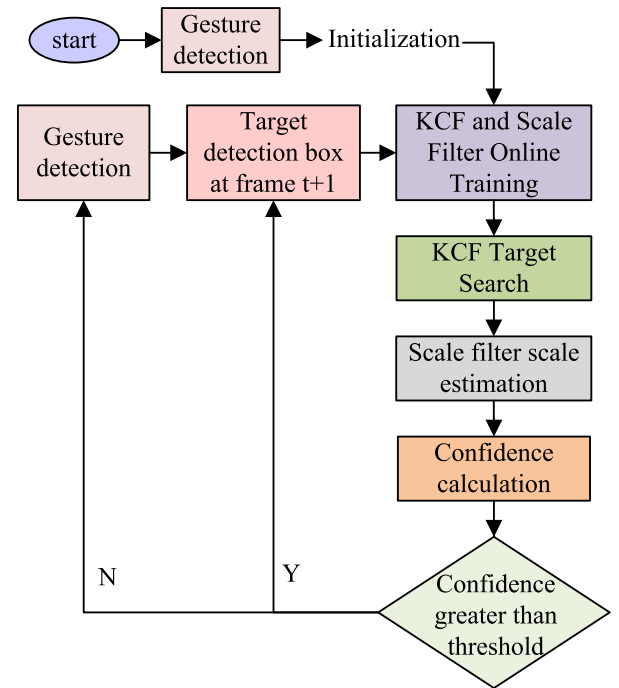 start
Gesture
detection
Initialization
Gesture
detection
Target
detection box
at frame t+1
KCF and Scale
Filter Online
Training
KCF Target
Search
Scale filter scale
estimation
Confidence
calculation
Confidence
greater than
threshold
N
Y